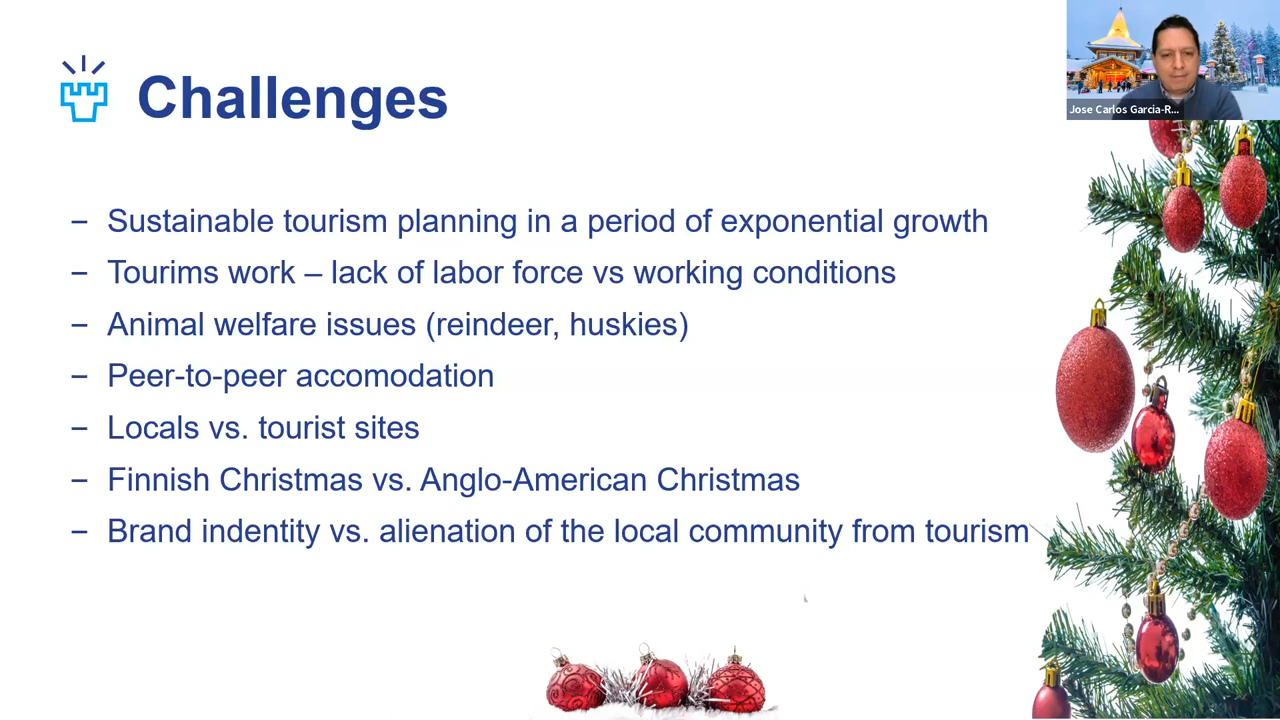 Challenges
Jose Carlos Garcia-R...
– Sustainable tourism planning in a period of exponential growth
– Tourims work – lack of labor force vs working conditions
– Animal welfare issues (reindeer, huskies)
– Peer-to-peer accomodation
– Locals vs. tourist sites
– Finnish Christmas vs. Anglo-American Christmas
– Brand indentity vs. alienation of the local community from tourism